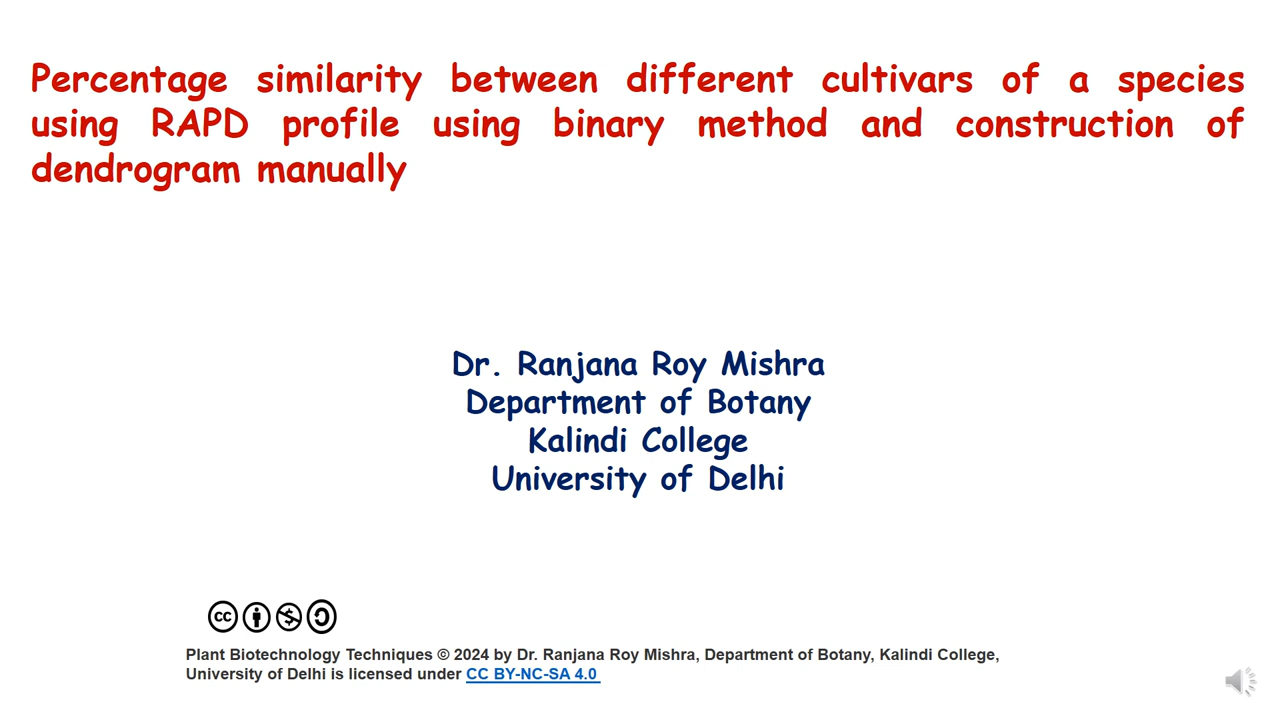 Percentage similarity between different cultivars of a species
using RAPD profile using binary method and construction of
dendrogram manually
Dr. Ranjana Roy Mishra
Department of Botany
Kalindi College
University of Delhi
cc
Plant Biotechnology Techniques © 2024 by Dr. Ranjana Roy Mishra, Department of Botany, Kalindi College,
University of Delhi is licensed under CC BY-NC-SA 4.0